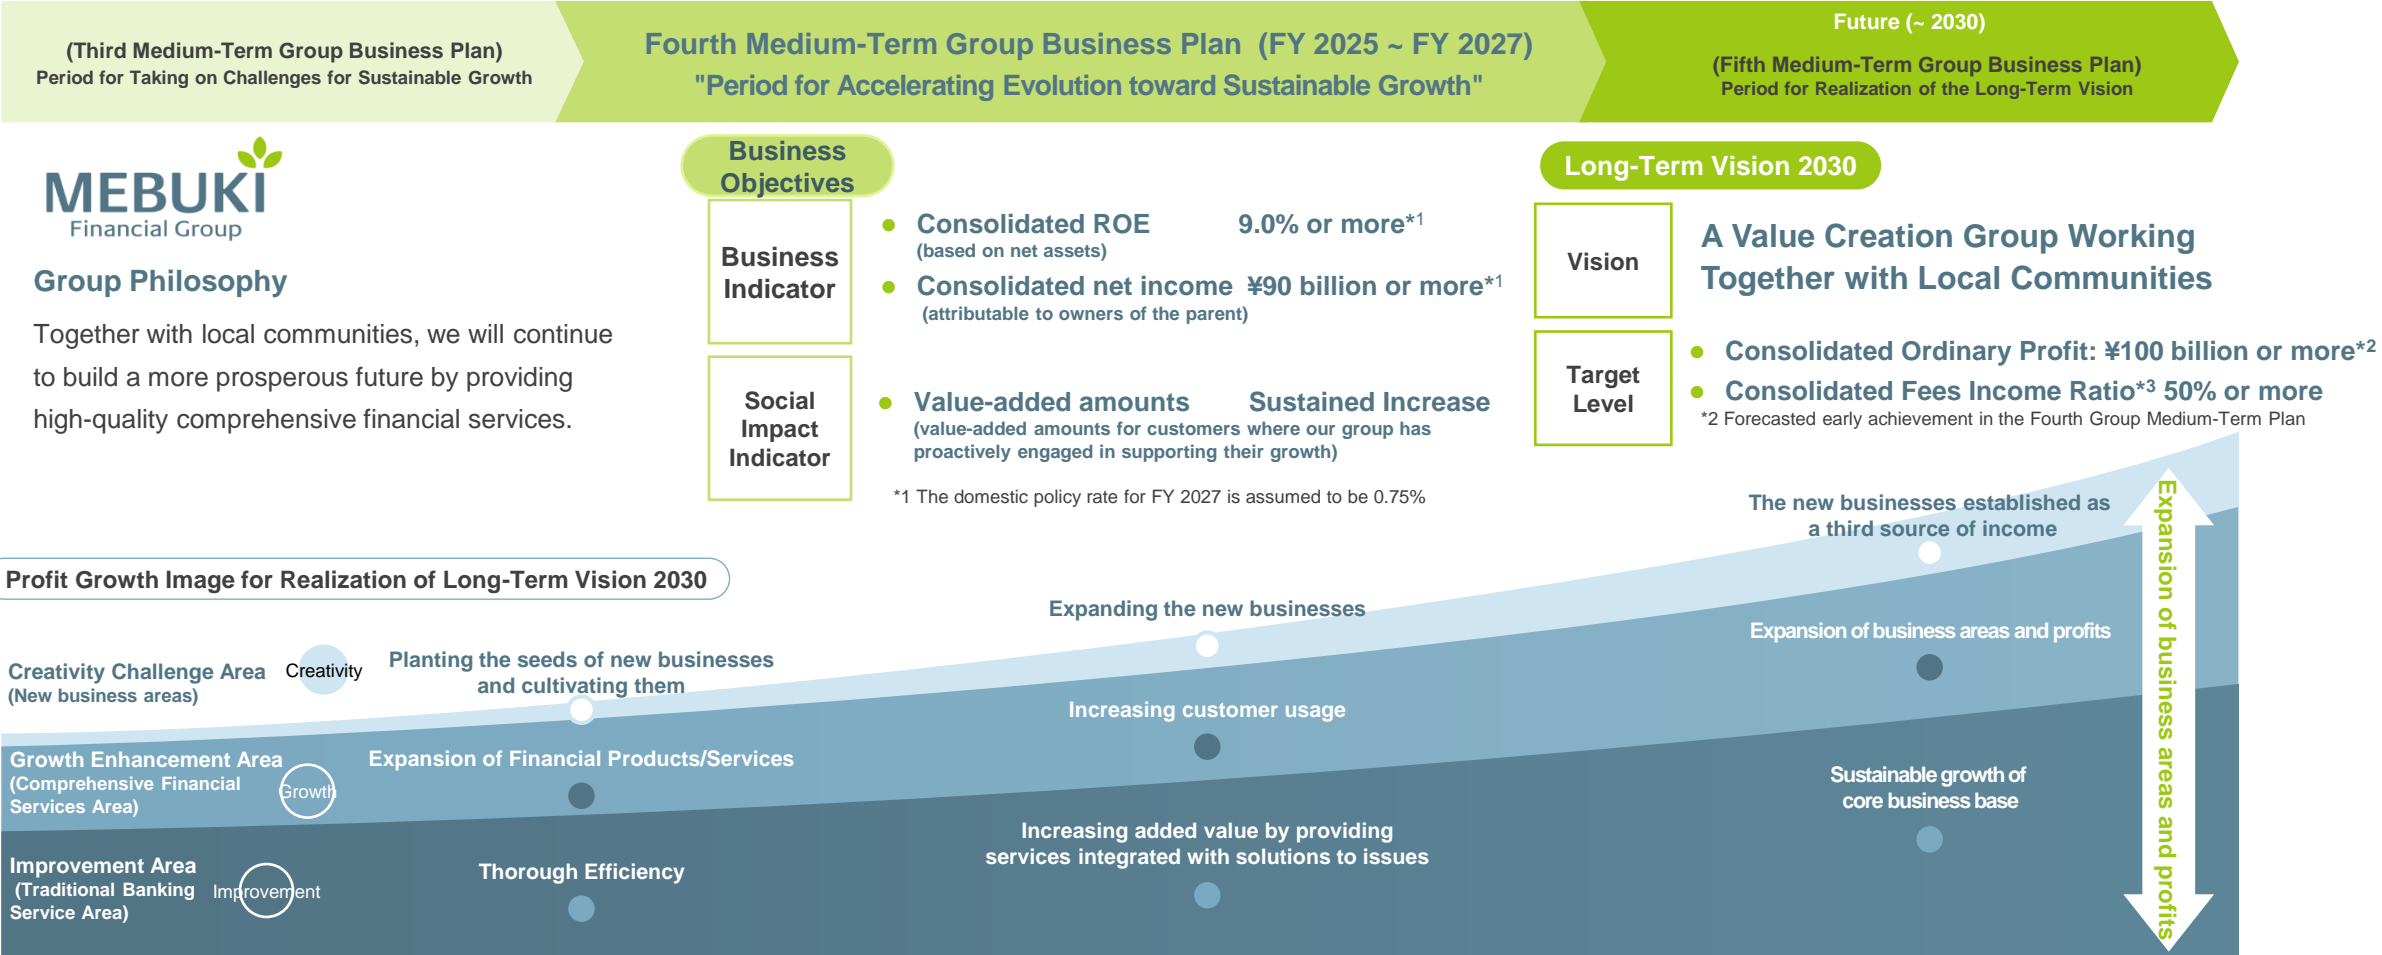 (Third Medium-Term Group Business Plan)
Period for Taking on Challenges for Sustainable Growth
Fourth Medium-Term Group Business Plan (FY 2025 ~ FY 2027)
"Period for Accelerating Evolution toward Sustainable Growth"
Future (~ 2030)
(Fifth Medium-Term Group Business Plan)
Period for Realization of the Long-Term Vision
MEBUKI
Financial Group
Group Philosophy
Together with local communities, we will continue
to build a more prosperous future by providing
high-quality comprehensive financial services.
Business
Objectives
Business
Indicator
● Consolidated ROE 9.0% or more*1
(based on net assets)
● Consolidated net income ¥90 billion or more*1
(attributable to owners of the parent)
Social
Impact
Indicator
● Value-added amounts Sustained Increase
(value-added amounts for customers where our group has
proactively engaged in supporting their growth)
*1 The domestic policy rate for FY 2027 is assumed to be 0.75%
Long-Term Vision 2030
Vision
A Value Creation Group Working
Together with Local Communities
Target
Level
● Consolidated Ordinary Profit: ¥100 billion or more*2
● Consolidated Fees Income Ratio*3 50% or more
*2 Forecasted early achievement in the Fourth Group Medium-Term Plan
Profit Growth Image for Realization of Long-Term Vision 2030
Creativity Challenge Area
(New business areas)
Creativity
Planting the seeds of new businesses
and cultivating them
Expanding the new businesses
The new businesses established as
a third source of income
Growth Enhancement Area
(Comprehensive Financial
Services Area)
Growth
Expansion of Financial Products/Services
Increasing customer usage
Expansion of business areas and profits
Improvement Area
(Traditional Banking
Service Area)
Improvement
Thorough Efficiency
Increasing added value by providing
services integrated with solutions to issues
Sustainable growth of
core business base
Expansion of business areas and profits